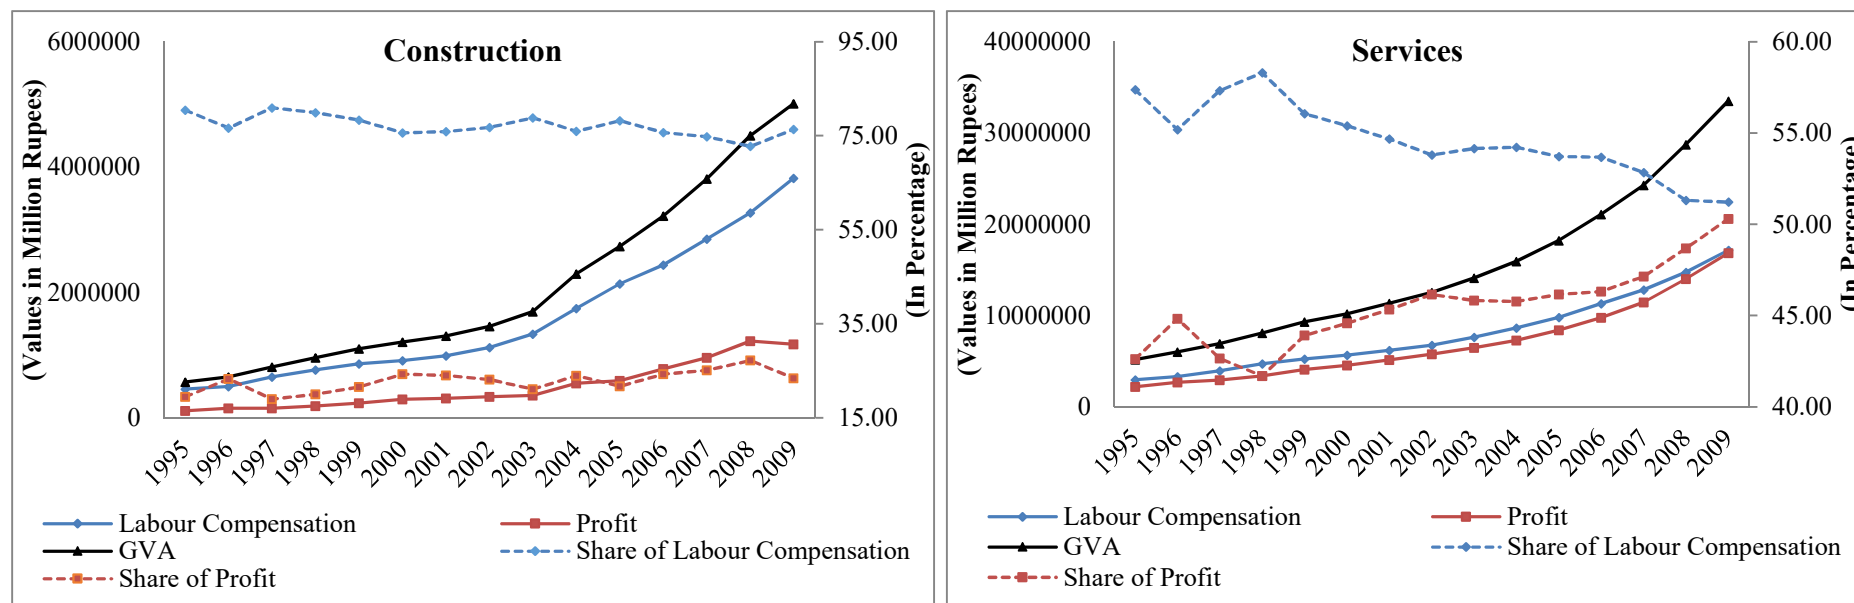 Construction
(Values in Million Rupees)
6000000
4000000
2000000
0
95.00
75.00
55.00
35.00
15.00
(In Percentage)
1995 1996 1997 1998 1999 2000 2001 2002 2003 2004 2005 2006 2007 2008 2009
Labour Compensation Profit
GVA Share of Labour Compensation
Share of Profit
Services
(Values in Million Rupees)
40000000
30000000
20000000
10000000
0
60.00
55.00
50.00
45.00
40.00
(In Percentage)
1995 1996 1997 1998 1999 2000 2001 2002 2003 2004 2005 2006 2007 2008 2009
Labour Compensation Profit
GVA Share of Labour Compensation
Share of Profit